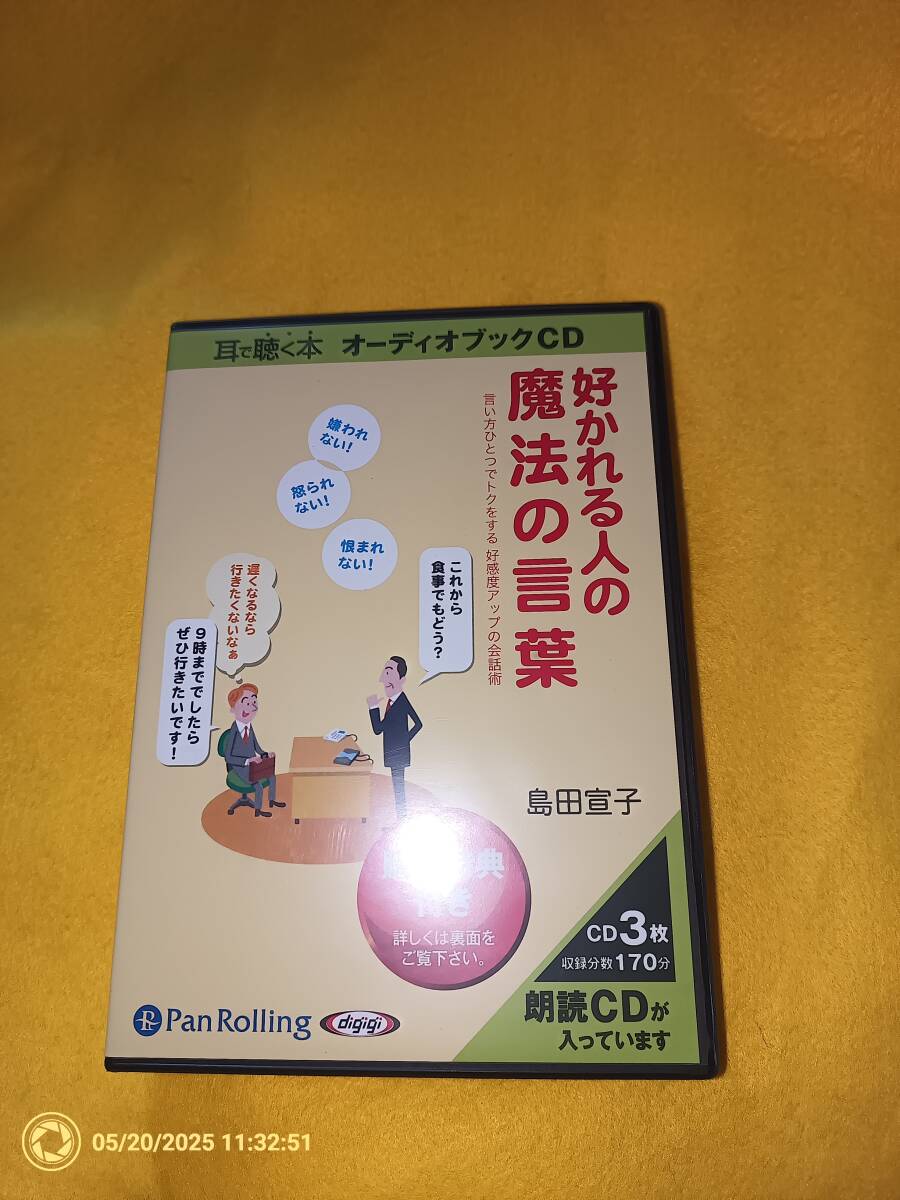 耳で聴く本 オーディオブックCD
好かれる人の
魔法の言葉
言い方ひとつでトクをする 好感度アップの会話術
嫌われ
ない!
怒られ
ない!
恨まれ
ない!
これから
食事でもどう?
遅くなるなら
行きたくないなぁ
9時まででしたら
ぜひ行きたいです!
島田宣子
典
付き
詳しくは裏面を
ご覧下さい。
CD3枚
収録分数170分
朗読CDが
入っています
PanRolling
digigi
05/20/2025 11:32:51